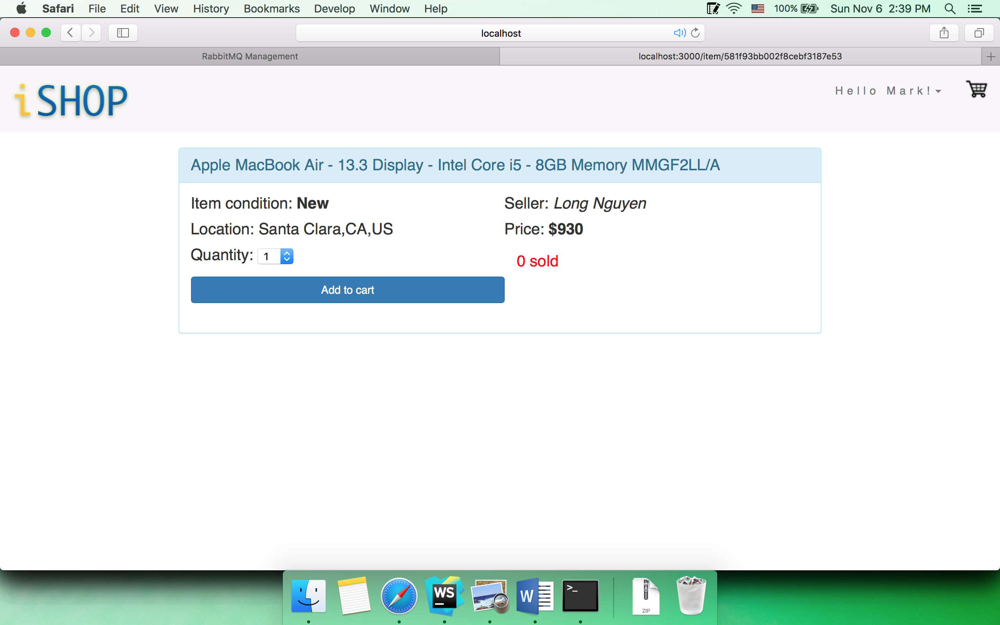 Safari File Edit View History Bookmarks Develop Window Help 100% Sun Nov 6 2:39 PM
localhost
RabbitMQ Management localhost:3000/item/581f93bb002f8cebf3187e53
i SHOP
Hello Mark!
Apple MacBook Air - 13.3 Display - Intel Core i5 - 8GB Memory MMGF2LL/A
Item condition: New Seller: Long Nguyen
Location: Santa Clara,CA,US Price: $930
Quantity: 1
0 sold
Add to cart
WS
W
>_
ZIP